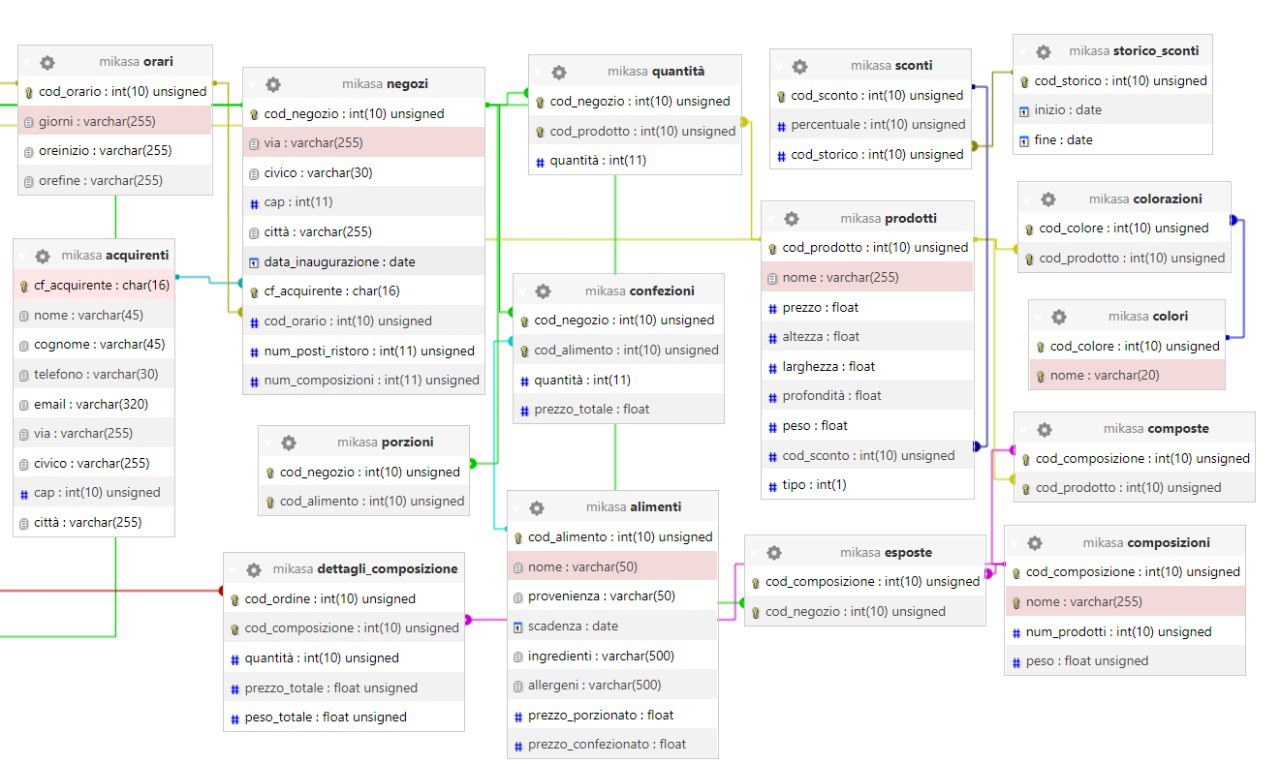 mikasa orari
cod_orario : int(10) unsigned
giorni : varchar(255)
oreinizio : varchar(255)
orefine : varchar(255)
mikasa acquirenti
cf_acquirente : char(16)
nome : varchar(45)
cognome : varchar(45)
telefono : varchar(30)
email : varchar(320)
via : varchar(255)
civico : varchar(255)
cap : int(10) unsigned
città : varchar(255)
mikasa negozi
cod_negozio : int(10) unsigned
via : varchar(255)
civico : varchar(30)
cap : int(11)
città : varchar(255)
data_inaugurazione : date
cf_acquirente : char(16)
cod_orario : int(10) unsigned
num_posti_ristoro : int(11) unsigned
num_composizioni : int(11) unsigned
mikasa porzioni
cod_negozio : int(10) unsigned
cod_alimento : int(10) unsigned
mikasa dettagli_composizione
cod_ordine : int(10) unsigned
cod_composizione : int(10) unsigned
quantità : int(10) unsigned
prezzo_totale : float unsigned
peso_totale : float unsigned
mikasa quantità
cod_negozio : int(10) unsigned
cod_prodotto : int(10) unsigned
quantità : int(11)
mikasa confezioni
cod_negozio : int(10) unsigned
cod_alimento : int(10) unsigned
quantità : int(11)
prezzo_totale : float
mikasa alimenti
cod_alimento : int(10) unsigned
nome : varchar(50)
provenienza : varchar(50)
scadenza : date
ingredienti : varchar(500)
allergeni : varchar(500)
prezzo_porzionato : float
prezzo_confezionato : float
mikasa sconti
cod_sconto : int(10) unsigned
percentuale : int(10) unsigned
cod_storico : int(10) unsigned
mikasa prodotti
cod_prodotto : int(10) unsigned
nome : varchar(255)
prezzo : float
altezza : float
larghezza : float
profondità : float
peso : float
cod_sconto : int(10) unsigned
tipo : int(1)
mikasa esposte
cod_composizione : int(10) unsigned
cod_negozio : int(10) unsigned
mikasa storico_sconti
cod_storico : int(10) unsigned
inizio : date
fine : date
mikasa colorazioni
cod_colore : int(10) unsigned
cod_prodotto : int(10) unsigned
mikasa colori
cod_colore : int(10) unsigned
nome : varchar(20)
mikasa composte
cod_composizione : int(10) unsigned
cod_prodotto : int(10) unsigned
mikasa composizioni
cod_composizione : int(10) unsigned
nome : varchar(255)
num_prodotti : int(10) unsigned
peso : float unsigned